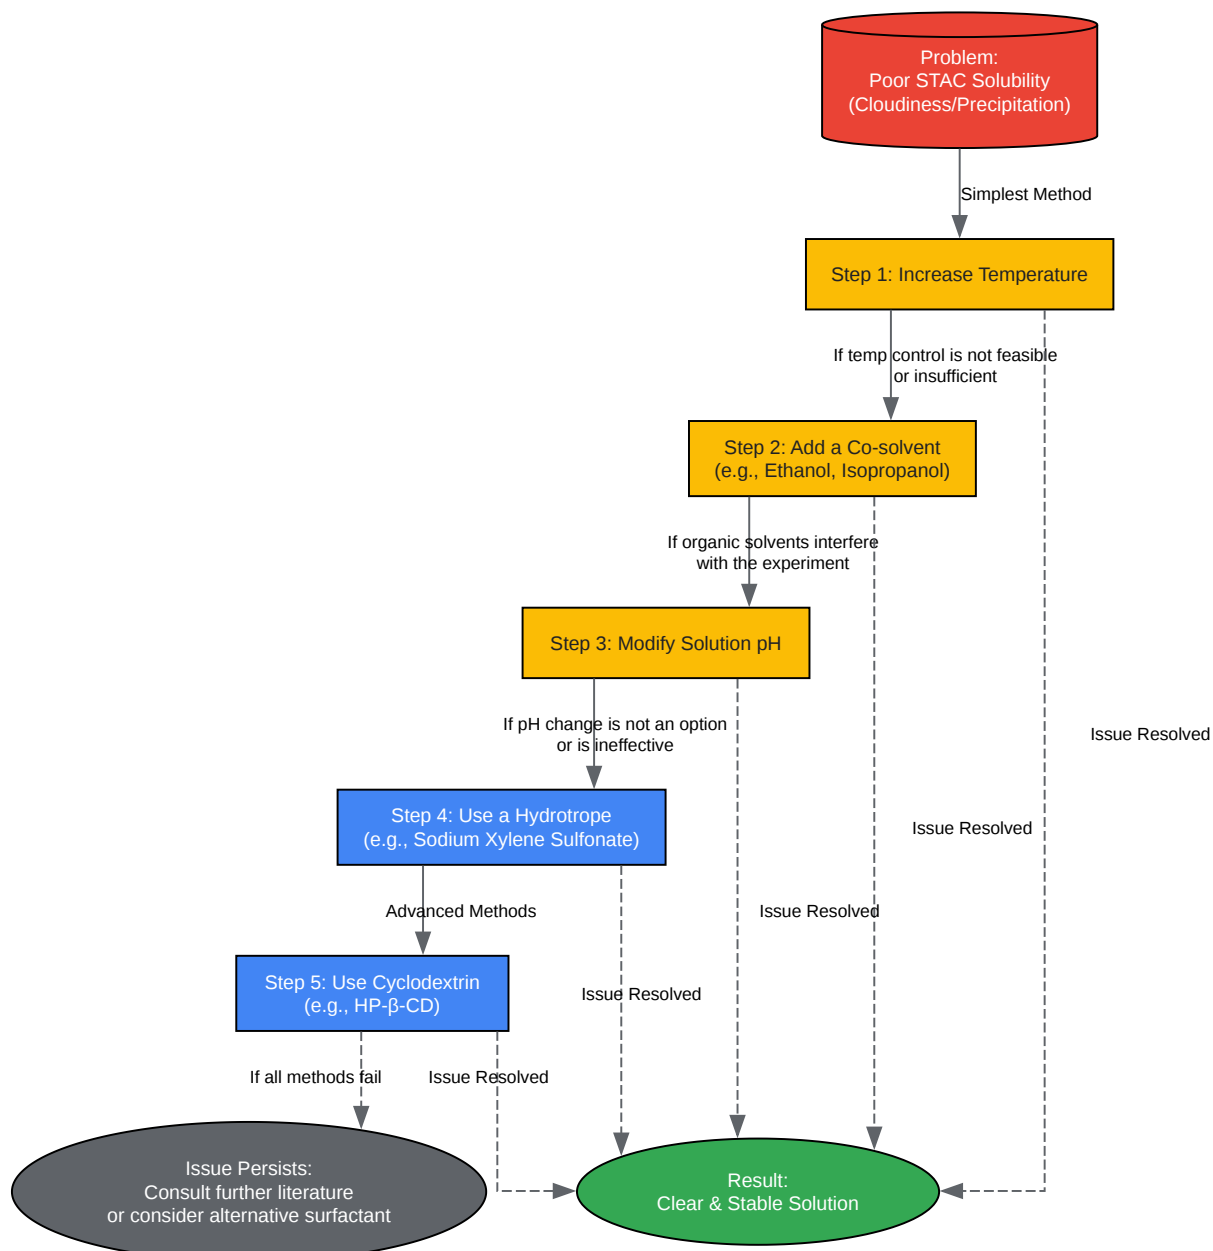 Problem:
Poor STAC Solubility
(Cloudiness/Precipitation)
Simplest Method
Step 1: Increase Temperature
If temp control is not feasible
or insufficient
Step 2: Add a Co-solvent
(e.g., Ethanol, Isopropanol)
If organic solvents interfere
with the experiment
Step 3: Modify Solution pH
If pH change is not an option
or is ineffective
Issue Resolved
Step 4: Use a Hydrotrope
(e.g., Sodium Xylene Sulfonate)
Issue Resolved
Advanced Methods
Issue Resolved
Step 5: Use Cyclodextrin
(e.g., HP-β-CD)
Issue Resolved
If all methods fail
Issue Resolved
Issue Persists:
Consult further literature
or consider alternative surfactant
Result:
Clear & Stable Solution